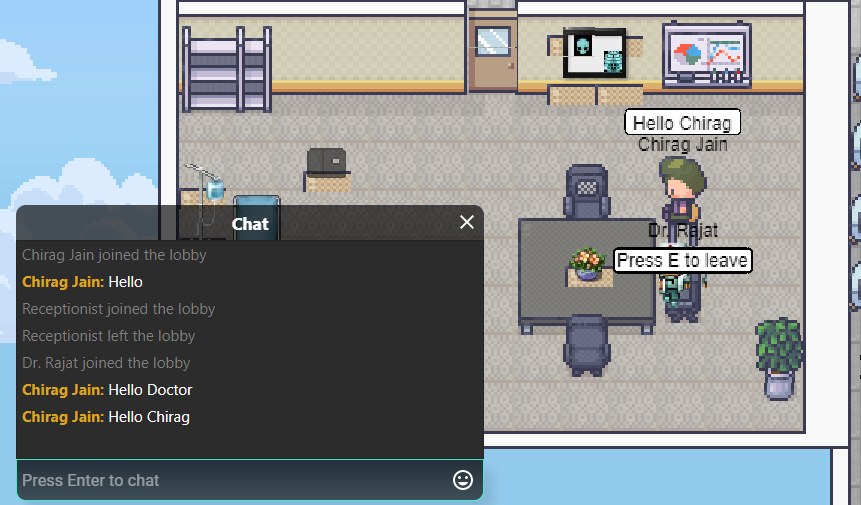 Hello Chirag
Chirag Jain
Dr. Rajat
Press E to leave
Chat
Chirag Jain joined the lobby
Chirag Jain: Hello
Receptionist joined the lobby
Receptionist left the lobby
Dr. Rajat joined the lobby
Chirag Jain: Hello Doctor
Chirag Jain: Hello Chirag
Press Enter to chat